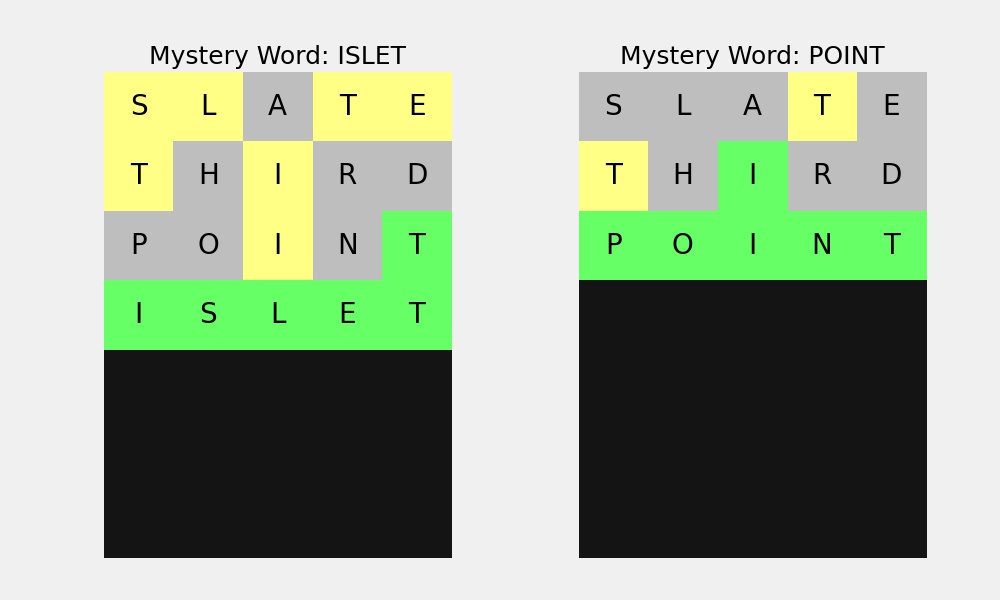 Mystery Word: ISLET
S L A T E
T H I R D
P O I N T
I S L E T
Mystery Word: POINT
S L A T E
T H I R D
P O I N T